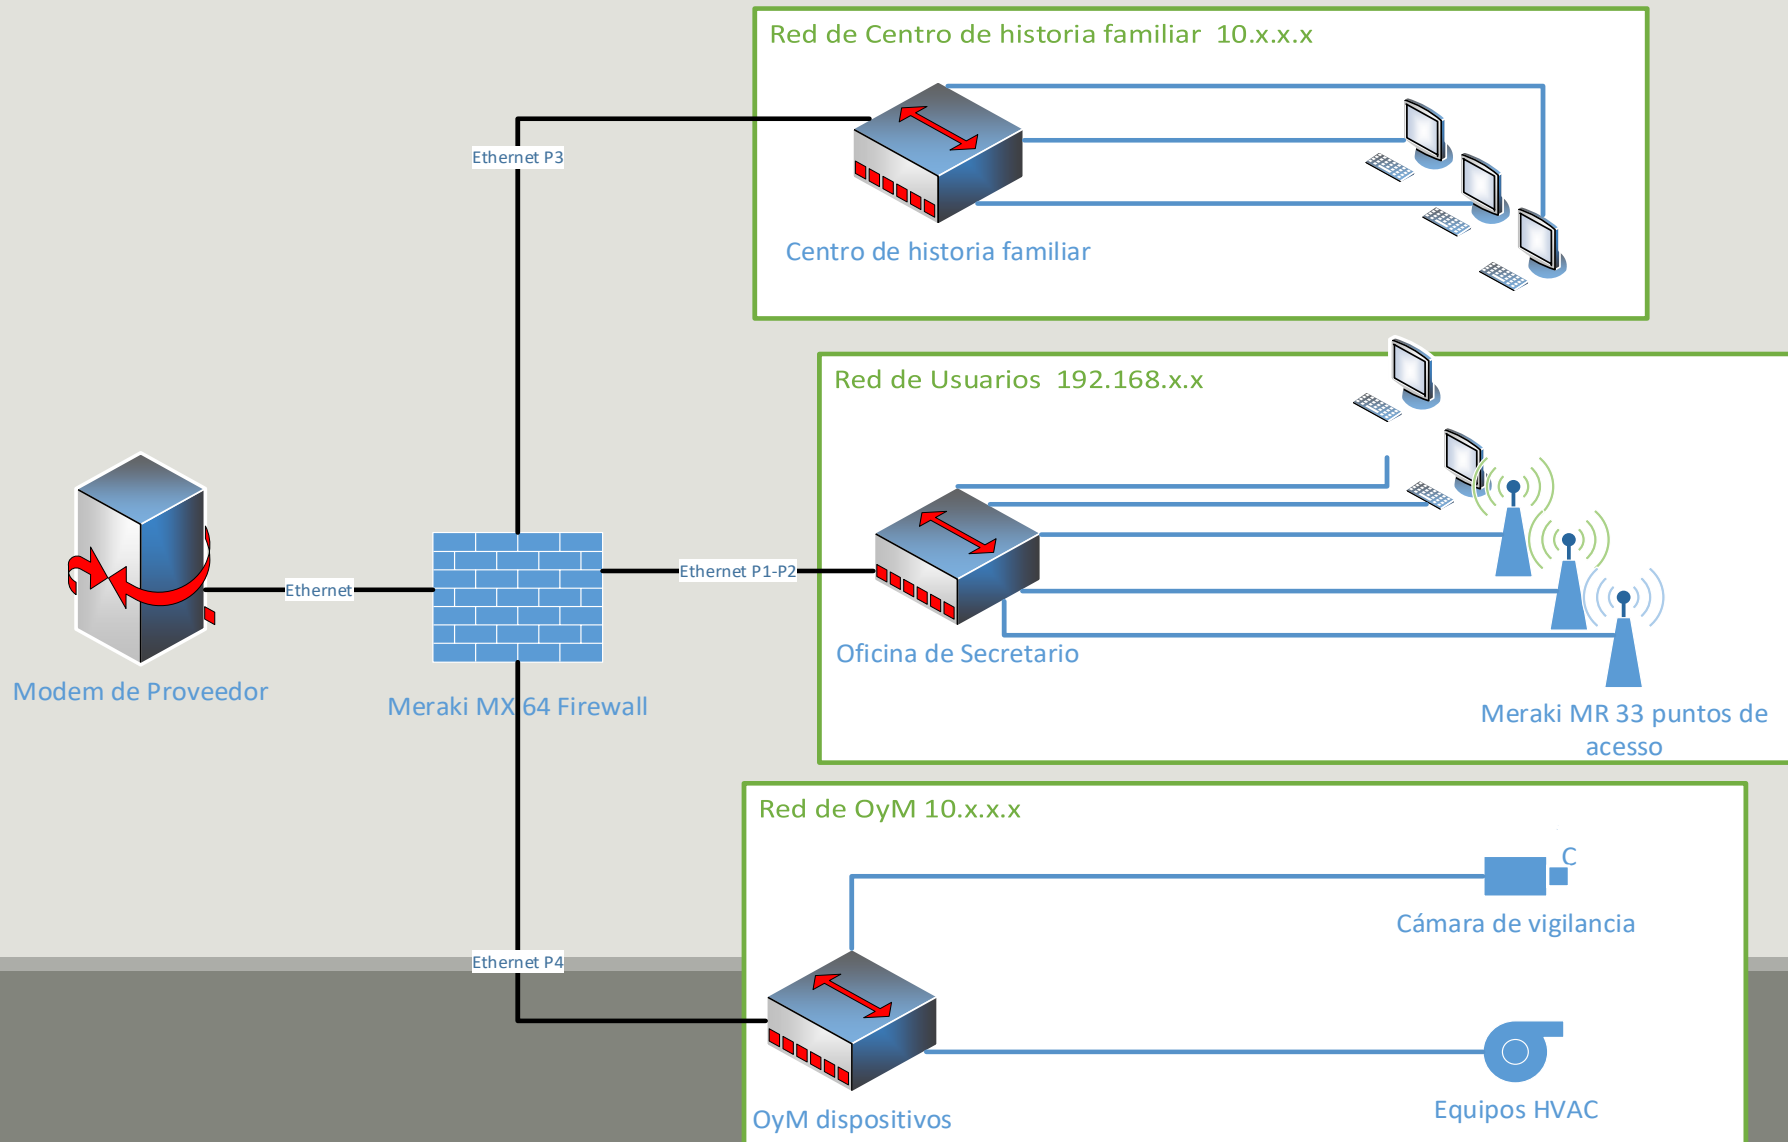 Red de Centro de historia familiar  10.x.x.x
Ethernet P3
Centro de historia familiar
Red de Usuarios  192.168.x.x
Ethernet
Ethernet P1-P2
Oficina de Secretario
Modem de Proveedor
Meraki MX 64 Firewall
Meraki MR 33 puntos de
acesso
Red de OyM 10.x.x.x
C
Cámara de vigilancia
Ethernet P4
OyM dispositivos
Equipos HVAC